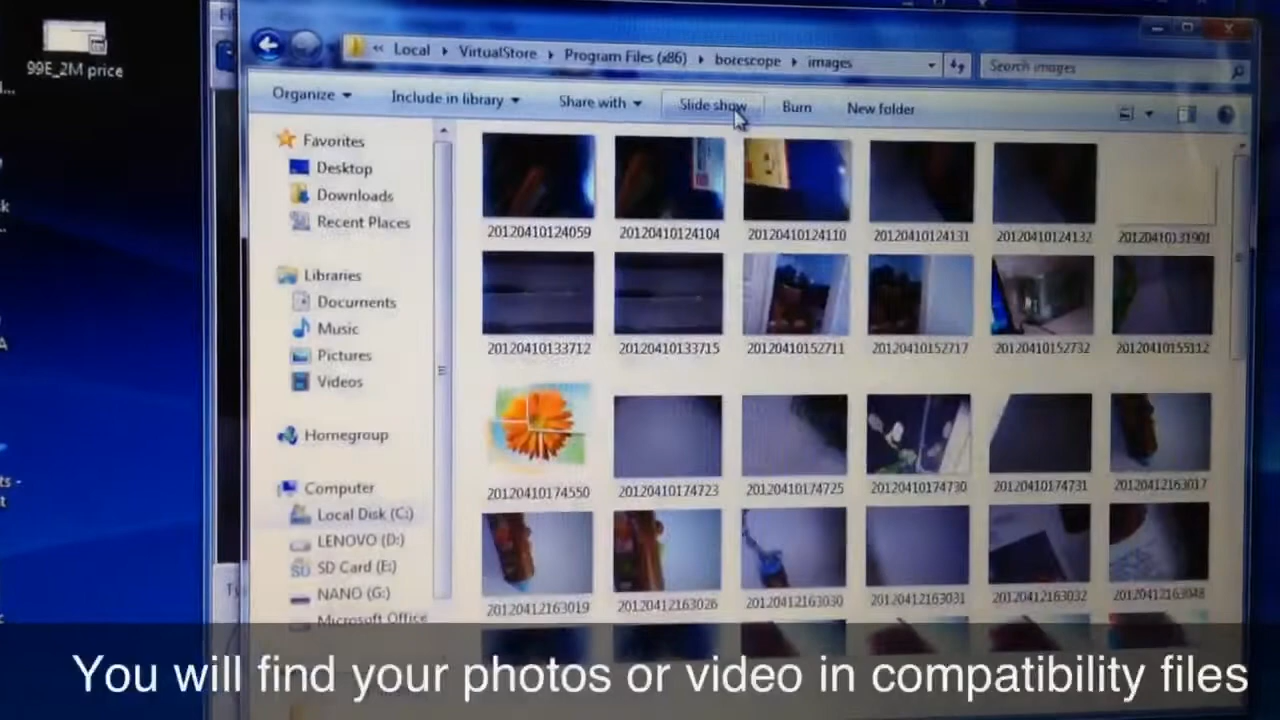 99E_2M price
« Local ▸ VirtualStore ▸ Program Files (x86) ▸ borescope ▸ images
Search images
Organize Include in library Share with Slide show Burn New folder
Favorites
Desktop
Downloads
Recent Places
Libraries
Documents
Music
Pictures
Videos
Homegroup
Computer
Local Disk (C:)
LENOVO (D:)
SD Card (E:)
NANO (G:)
Microsoft Office
20120410124059 20120410124104 20120410124110 20120410124131 20120410124132 20120410131901
20120410133712 20120410133715 20120410152711 20120410152717 20120410152732 20120410155112
20120410174550 20120410174723 20120410174725 20120410174730 20120410174731 20120412163017
20120412163019 20120412163026 20120412163030 20120412163031 20120412163032 20120412163048
You will find your photos or video in compatibility files